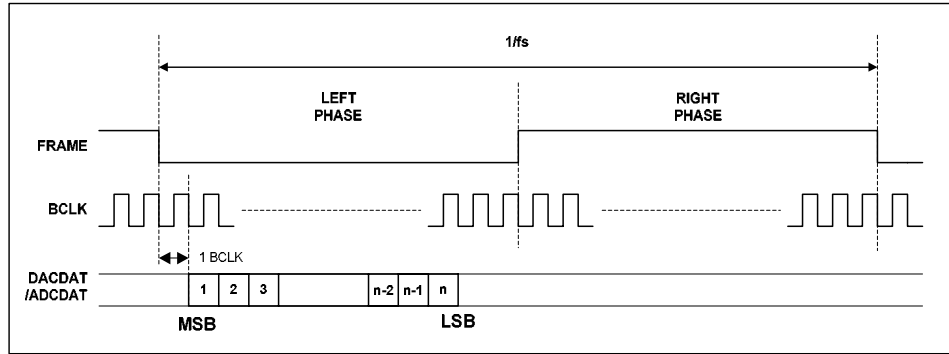 1/fs
LEFT
PHASE
RIGHT
PHASE
FRAME
BCLK
1 BCLK
DACDAT
/ADCDAT
1 2 3 n-2 n-1 n
MSB LSB